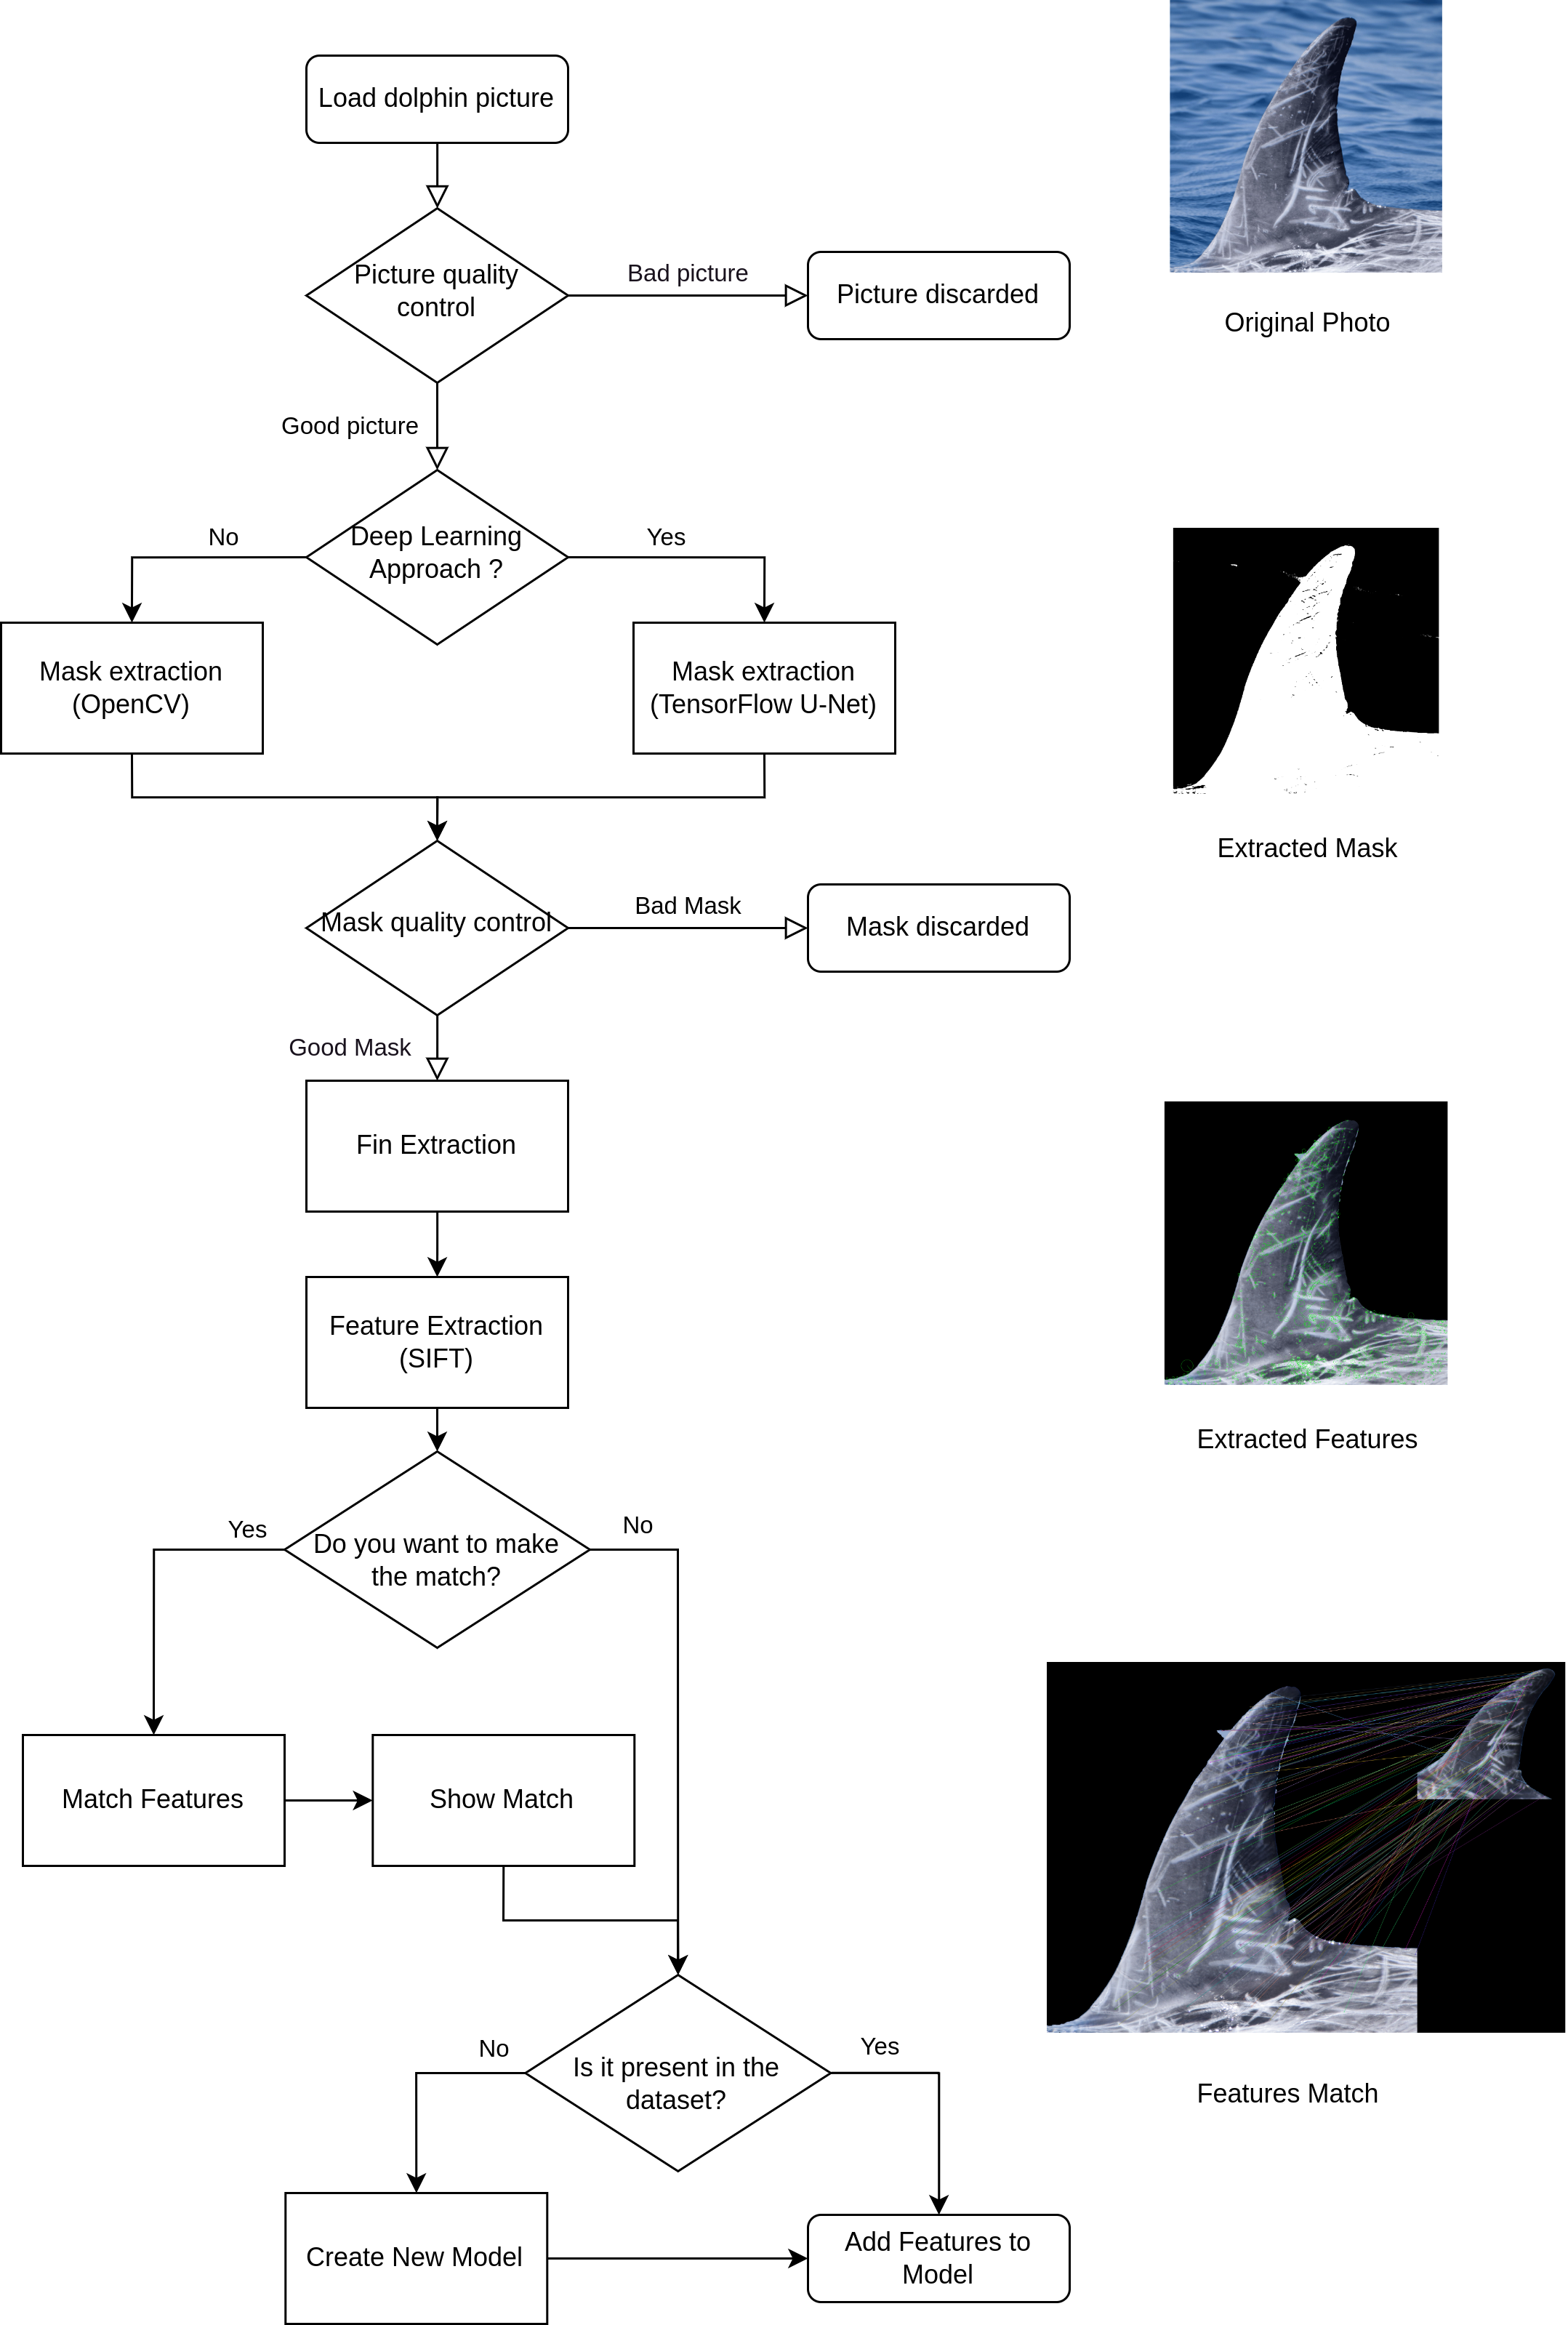 Load dolphin picture
Picture quality
control
Bad picture
Picture discarded
Original Photo
Good picture
Deep Learning
Approach ?
No
Yes
Mask extraction
(OpenCV)
Mask extraction
(TensorFlow U-Net)
Extracted Mask
Mask quality control
Bad Mask
Mask discarded
Good Mask
Fin Extraction
Feature Extraction
(SIFT)
Extracted Features
Do you want to make
the match?
Yes
No
Match Features
Show Match
Is it present in the
dataset?
No
Yes
Features Match
Create New Model
Add Features to
Model